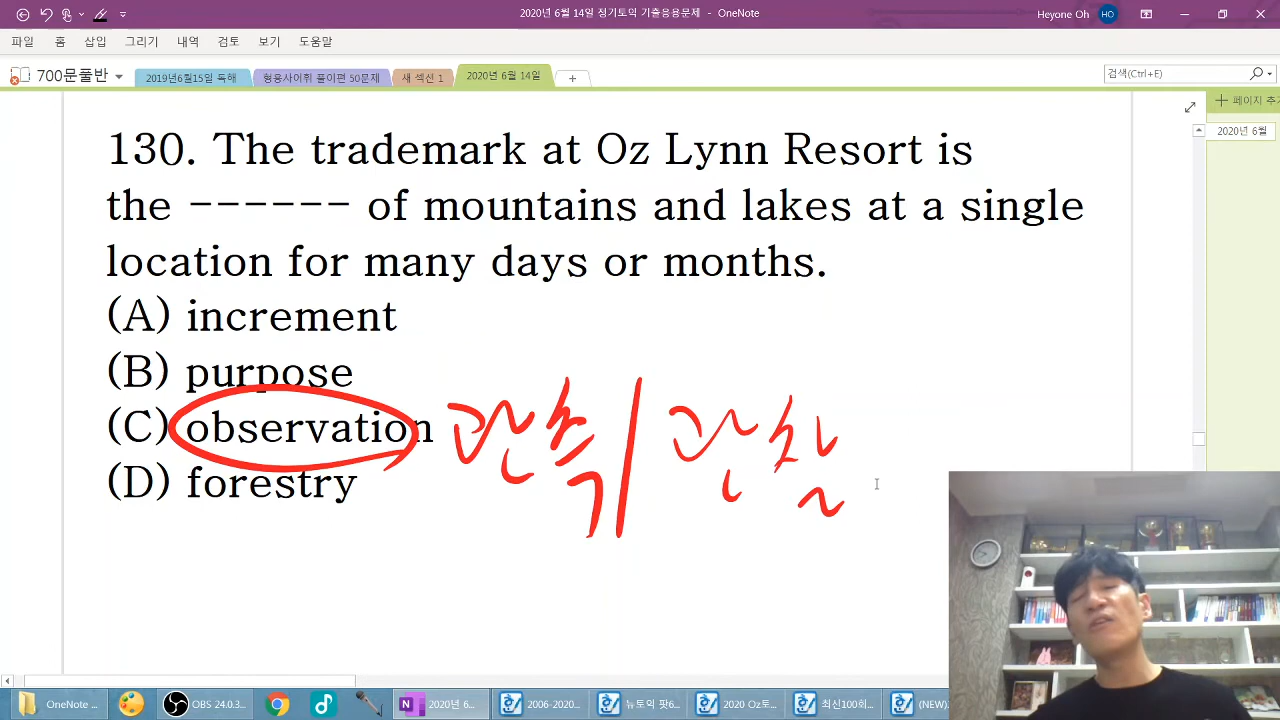 2020년 6월 14일 정기토익 기출응용문제 - OneNote
Heyone Oh HO
파일 홈 삽입 그리기 내역 검토 보기 도움말
700문풀반 2019년6월15일 독해 형용사어휘 풀이편 50문제 새 섹션 1 2020년 6월 14일 검색(Ctrl+E)
페이지 추가
2020년 6월
130. The trademark at Oz Lynn Resort is
the ------ of mountains and lakes at a single
location for many days or months.
(A) increment
(B) purpose
(C) observation 관측/관찰
(D) forestry
OneNote ... OBS 24.0.3... 2020년 6... 2006-2020... 뉴토익 팟6... 2020 Oz토... 최신100회... (NEW)